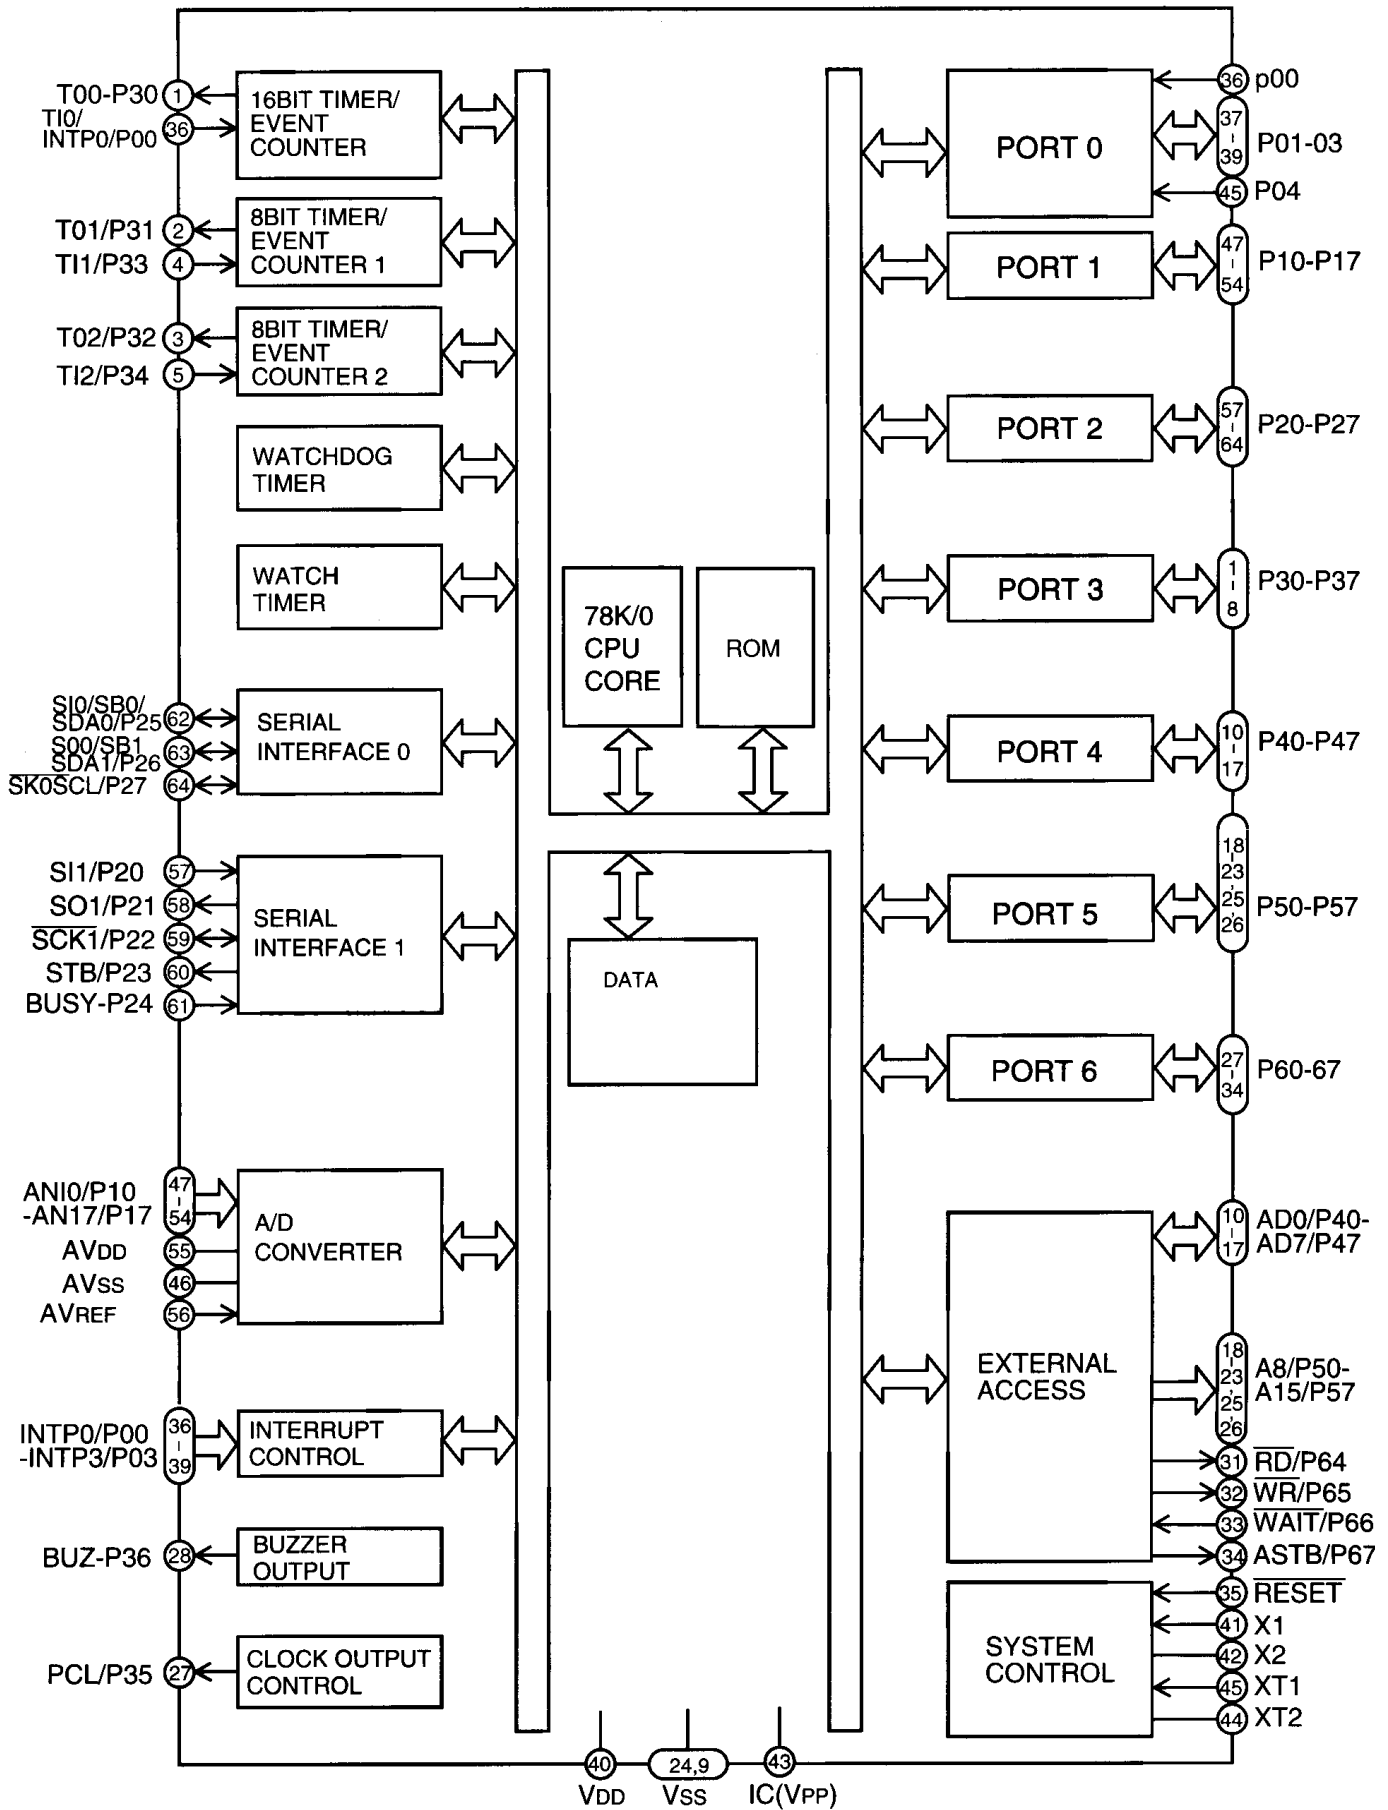 T00-P30
1
TI0/
INTP0/P00
36
16BIT TIMER/
EVENT
COUNTER
T01/P31
2
TI1/P33
4
8BIT TIMER/
EVENT
COUNTER 1
T02/P32
3
TI2/P34
5
8BIT TIMER/
EVENT
COUNTER 2
WATCHDOG
TIMER
WATCH
TIMER
SI0/SB0/
SDA0/P25
62
S00/SB1
SDA1/P26
63
SK0SCL/P27
64
SERIAL
INTERFACE 0
SI1/P20
57
SO1/P21
58
SCK1/P22
59
STB/P23
60
BUSY-P24
61
SERIAL
INTERFACE 1
ANI0/P10
-AN17/P17
47
54
AVDD
55
AVSS
46
AVREF
56
A/D
CONVERTER
INTP0/P00
-INTP3/P03
36
39
INTERRUPT
CONTROL
BUZ-P36
28
BUZZER
OUTPUT
PCL/P35
27
CLOCK OUTPUT
CONTROL
78K/0
CPU
CORE
ROM
DATA
40
VDD
24,9
VSS
43
IC(VPP)
PORT 0
36
p00
37
39
P01-03
45
P04
PORT 1
47
54
P10-P17
PORT 2
57
64
P20-P27
PORT 3
1
8
P30-P37
PORT 4
10
17
P40-P47
PORT 5
18
23
,25
26
P50-P57
PORT 6
27
34
P60-67
EXTERNAL
ACCESS
10
17
AD0/P40-
AD7/P47
18
23
,25
26
A8/P50-
A15/P57
31
RD/P64
32
WR/P65
33
WAIT/P66
34
ASTB/P67
SYSTEM
CONTROL
35
RESET
41
X1
42
X2
45
XT1
44
XT2